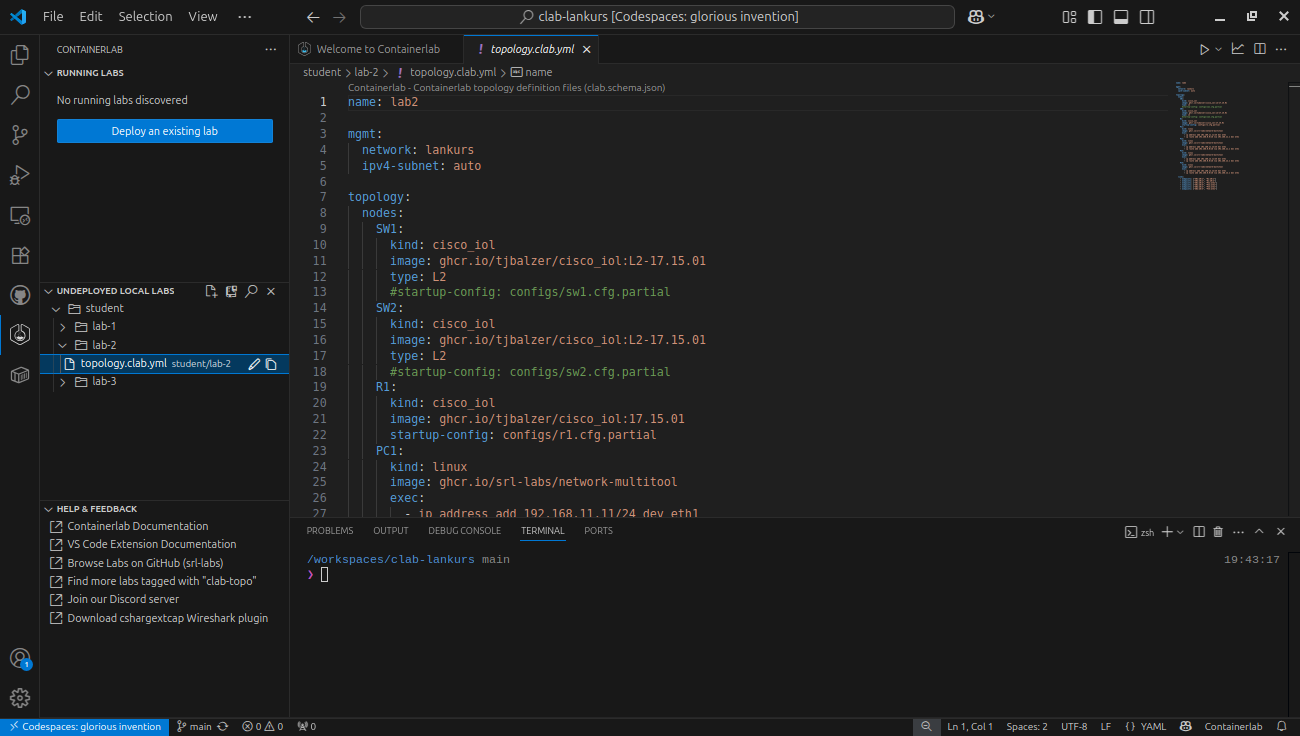 File Edit Selection View ··· clab-lankurs [Codespaces: glorious invention]
CONTAINERLAB
RUNNING LABS
No running labs discovered
Deploy an existing lab
UNDEPLOYED LOCAL LABS
student
lab-1
lab-2
topology.clab.yml student/lab-2
lab-3
HELP & FEEDBACK
Containerlab Documentation
VS Code Extension Documentation
Browse Labs on GitHub (srl-labs)
Find more labs tagged with "clab-topo"
Join our Discord server
Download cshargextcap Wireshark plugin
1
Welcome to Containerlab ! topology.clab.yml
student > lab-2 > ! topology.clab.yml > name
Containerlab - Containerlab topology definition files (clab.schema.json)
1 name: lab2
2
3 mgmt:
4 network: lankurs
5 ipv4-subnet: auto
6
7 topology:
8 nodes:
9 SW1:
10 kind: cisco_iol
11 image: ghcr.io/tjbalzer/cisco_iol:L2-17.15.01
12 type: L2
13 #startup-config: configs/sw1.cfg.partial
14 SW2:
15 kind: cisco_iol
16 image: ghcr.io/tjbalzer/cisco_iol:L2-17.15.01
17 type: L2
18 #startup-config: configs/sw2.cfg.partial
19 R1:
20 kind: cisco_iol
21 image: ghcr.io/tjbalzer/cisco_iol:17.15.01
22 startup-config: configs/r1.cfg.partial
23 PC1:
24 kind: linux
25 image: ghcr.io/srl-labs/network-multitool
26 exec:
27 - ip address add 192.168.11.11/24 dev eth1
PROBLEMS OUTPUT DEBUG CONSOLE TERMINAL PORTS zsh
/workspaces/clab-lankurs main 19:43:17
❯
Codespaces: glorious invention main 0 0 0 Ln 1, Col 1 Spaces: 2 UTF-8 LF {} YAML Containerlab